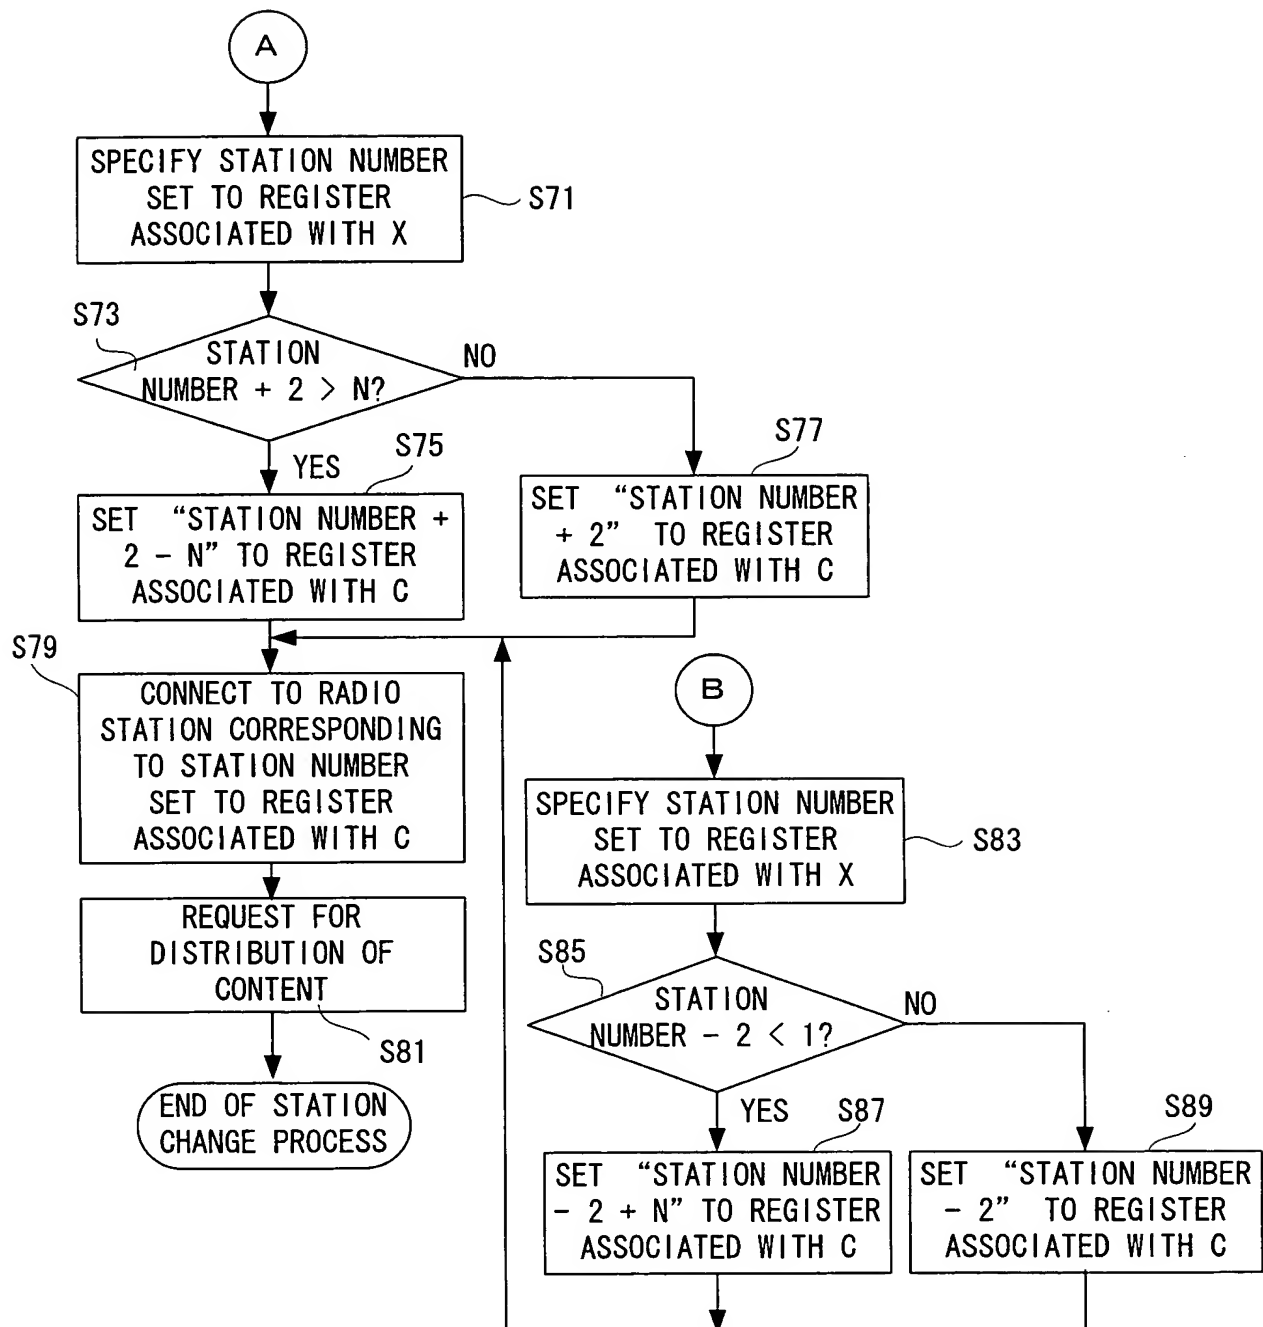 A
SPECIFY STATION NUMBER
SET TO REGISTER
ASSOCIATED WITH X
S71
S73
STATION
NUMBER + 2 > N?
NO
YES
S75
SET “STATION NUMBER +
2 - N” TO REGISTER
ASSOCIATED WITH C
S77
SET “STATION NUMBER
+ 2” TO REGISTER
ASSOCIATED WITH C
S79
CONNECT TO RADIO
STATION CORRESPONDING
TO STATION NUMBER
SET TO REGISTER
ASSOCIATED WITH C
REQUEST FOR
DISTRIBUTION OF
CONTENT
S81
END OF STATION
CHANGE PROCESS
B
SPECIFY STATION NUMBER
SET TO REGISTER
ASSOCIATED WITH X
S83
S85
STATION
NUMBER - 2 < 1?
NO
YES
S87
SET “STATION NUMBER
- 2 + N” TO REGISTER
ASSOCIATED WITH C
S89
SET “STATION NUMBER
- 2” TO REGISTER
ASSOCIATED WITH C